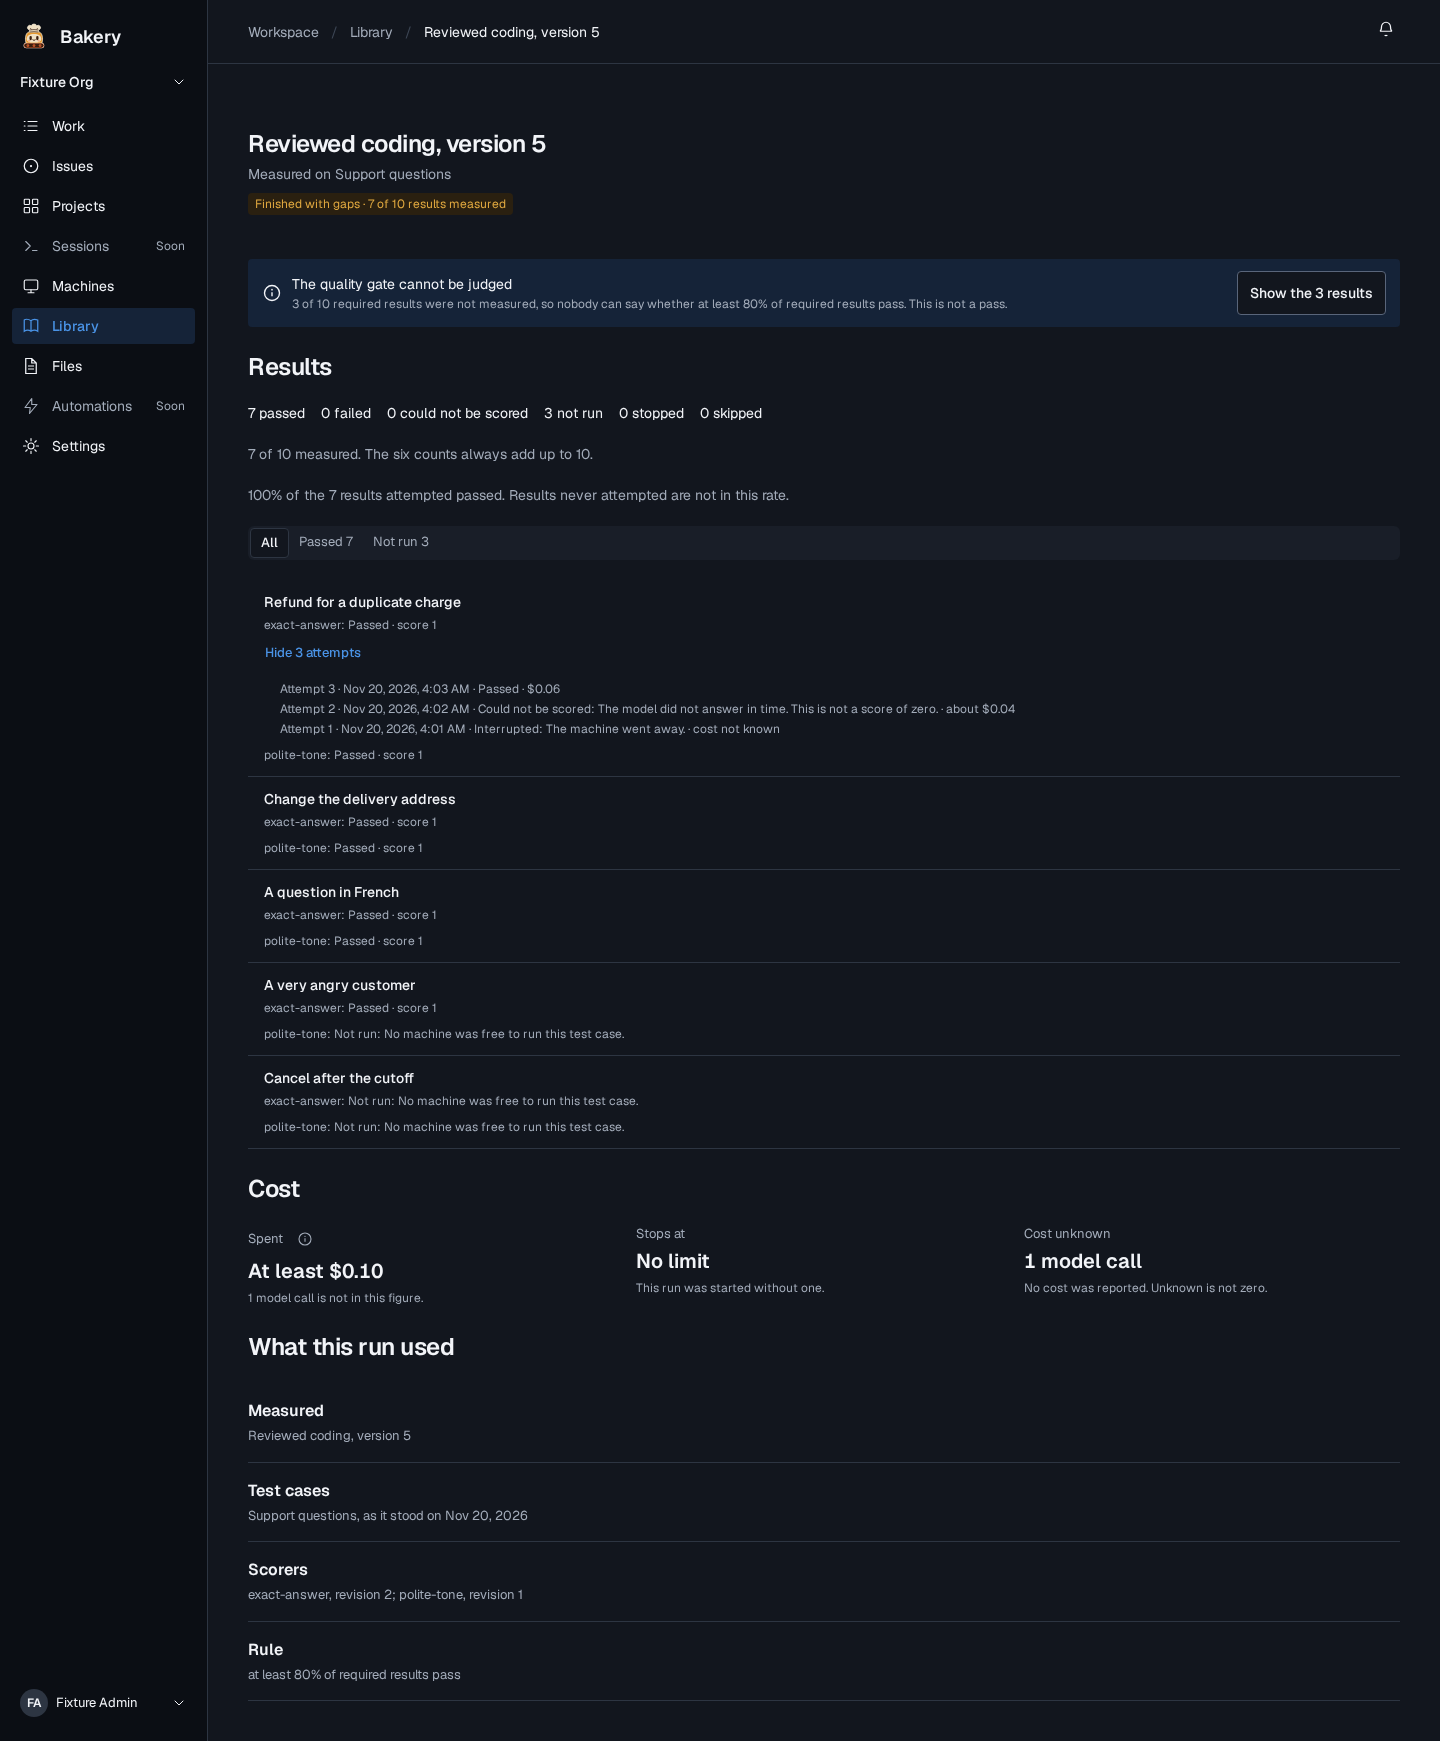 Bakery
Fixture Org
Work
Issues
Projects
Sessions Soon
Machines
Library
Files
Automations Soon
Settings
FA Fixture Admin
Workspace / Library / Reviewed coding, version 5
Reviewed coding, version 5
Measured on Support questions
Finished with gaps · 7 of 10 results measured
The quality gate cannot be judged
3 of 10 required results were not measured, so nobody can say whether at least 80% of required results pass. This is not a pass.
Show the 3 results
Results
7 passed 0 failed 0 could not be scored 3 not run 0 stopped 0 skipped
7 of 10 measured. The six counts always add up to 10.
100% of the 7 results attempted passed. Results never attempted are not in this rate.
All Passed 7 Not run 3
Refund for a duplicate charge
exact-answer: Passed · score 1
Hide 3 attempts
Attempt 3 · Nov 20, 2026, 4:03 AM · Passed · $0.06
Attempt 2 · Nov 20, 2026, 4:02 AM · Could not be scored: The model did not answer in time. This is not a score of zero. · about $0.04
Attempt 1 · Nov 20, 2026, 4:01 AM · Interrupted: The machine went away. · cost not known
polite-tone: Passed · score 1
Change the delivery address
exact-answer: Passed · score 1
polite-tone: Passed · score 1
A question in French
exact-answer: Passed · score 1
polite-tone: Passed · score 1
A very angry customer
exact-answer: Passed · score 1
polite-tone: Not run: No machine was free to run this test case.
Cancel after the cutoff
exact-answer: Not run: No machine was free to run this test case.
polite-tone: Not run: No machine was free to run this test case.
Cost
Spent
At least $0.10
1 model call is not in this figure.
Stops at
No limit
This run was started without one.
Cost unknown
1 model call
No cost was reported. Unknown is not zero.
What this run used
Measured
Reviewed coding, version 5
Test cases
Support questions, as it stood on Nov 20, 2026
Scorers
exact-answer, revision 2; polite-tone, revision 1
Rule
at least 80% of required results pass